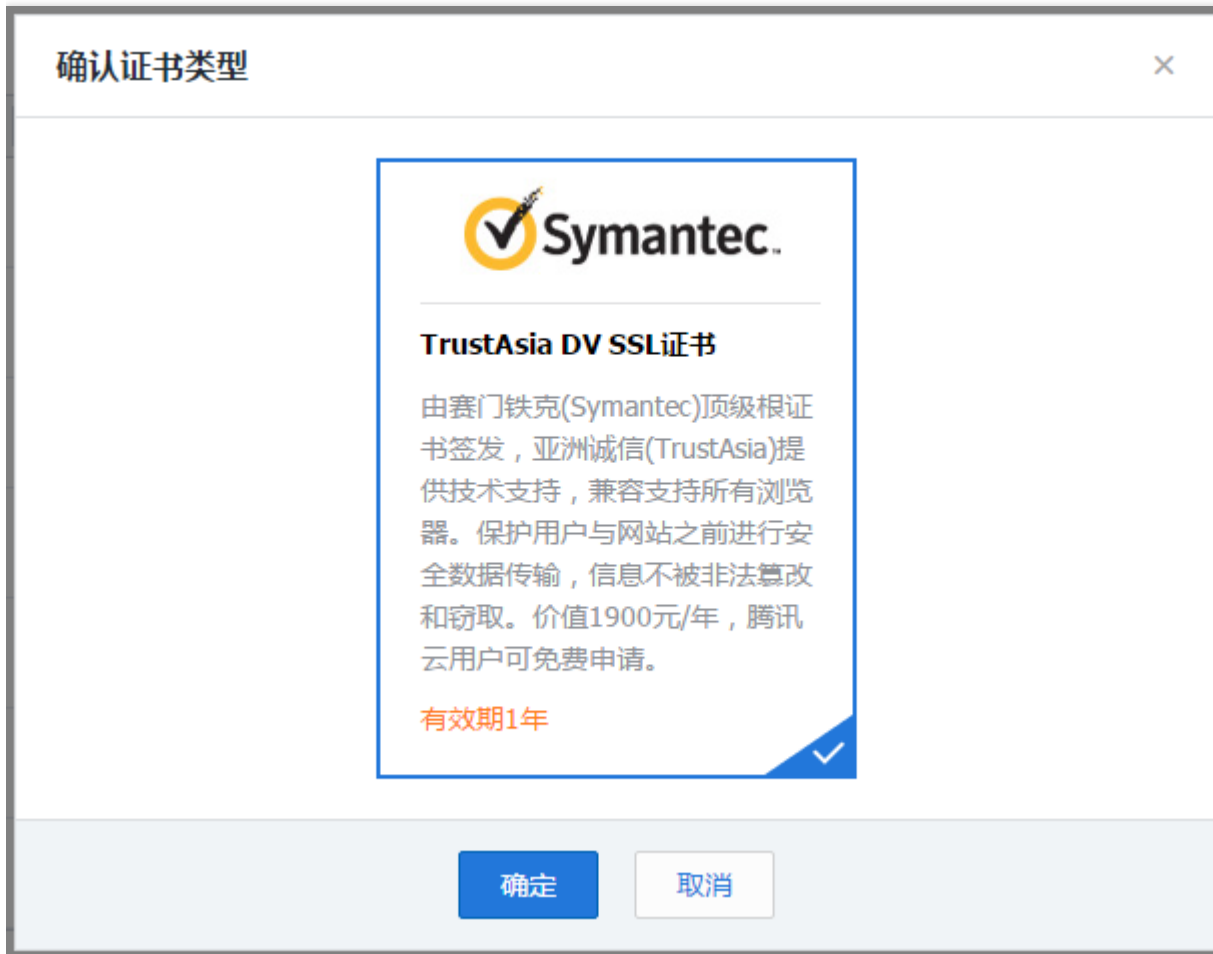 确认证书类型
Symantec™
TrustAsia DV SSL证书
由赛门铁克(Symantec)顶级根证
书签发，亚洲诚信(TrustAsia)提
供技术支持，兼容支持所有浏览
器。保护用户与网站之前进行安
全数据传输，信息不被非法篡改
和窃取。价值1900元/年，腾讯
云用户可免费申请。
有效期1年
确定
取消